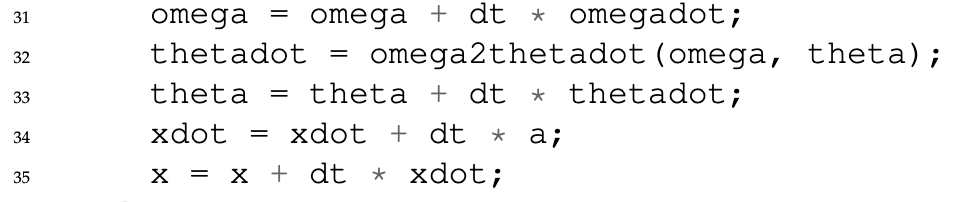 31 omega = omega + dt * omegadot;
32 thetadot = omega2thetadot(omega, theta);
33 theta = theta + dt * thetadot;
34 xdot = xdot + dt * a;
35 x = x + dt * xdot;